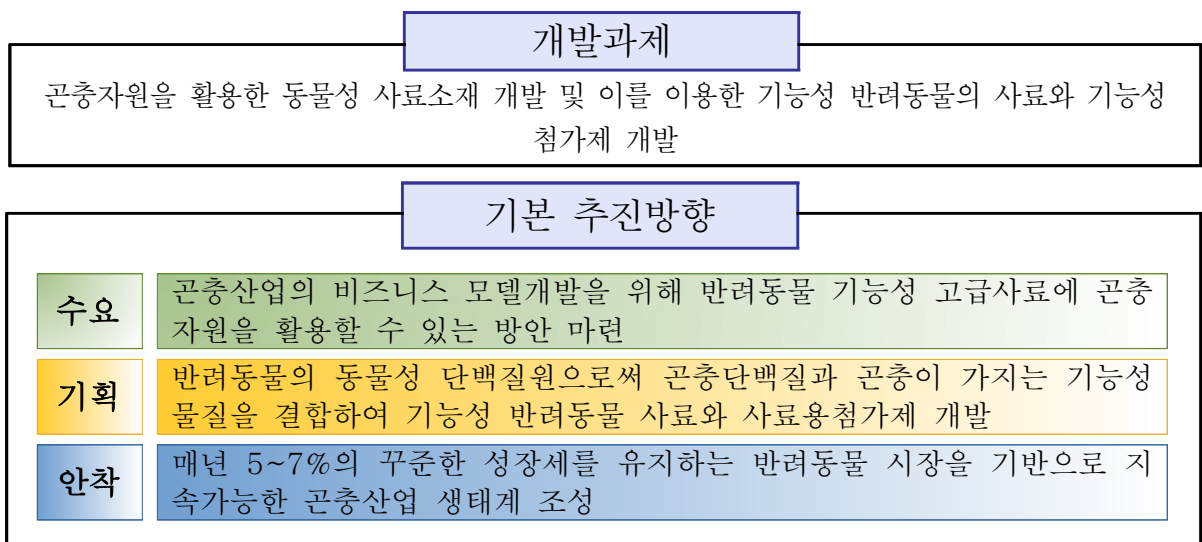 개발과제
곤충자원을 활용한 동물성 사료소재 개발 및 이를 이용한 기능성 반려동물의 사료와 기능성
첨가제 개발
기본 추진방향
수요
곤충산업의 비즈니스 모델개발을 위해 반려동물 기능성 고급사료에 곤충
자원을 활용할 수 있는 방안 마련
기획
반려동물의 동물성 단백질원으로써 곤충단백질과 곤충이 가지는 기능성
물질을 결합하여 기능성 반려동물 사료와 사료용첨가제 개발
안착
매년 5~7%의 꾸준한 성장세를 유지하는 반려동물 시장을 기반으로 지
속가능한 곤충산업 생태계 조성